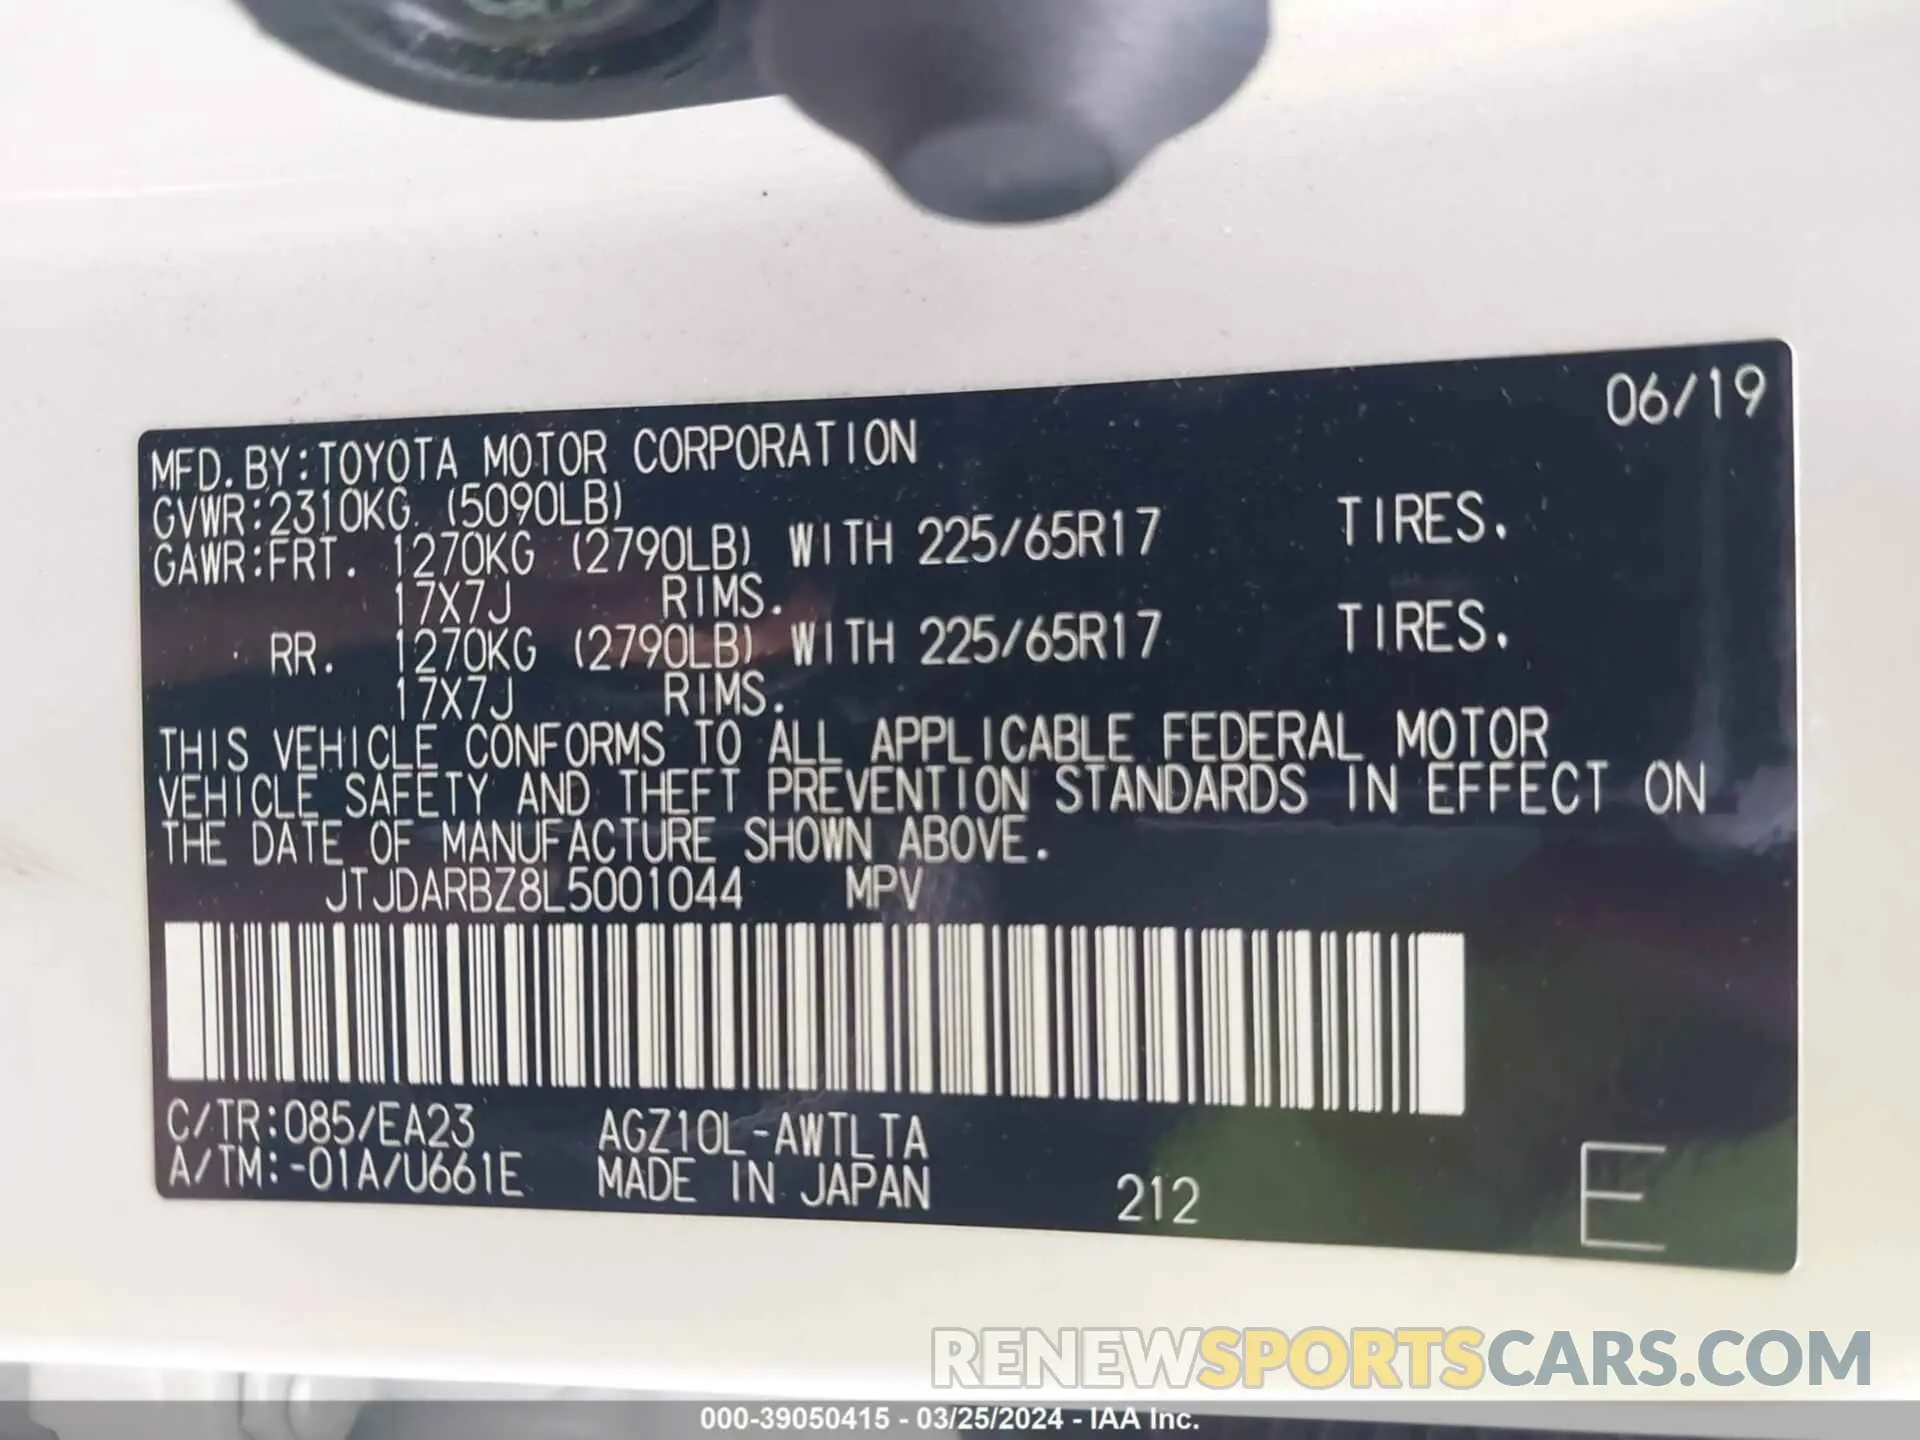 06/19
MFD.BY:TOYOTA MOTOR CORPORATION
GVWR:2310KG (5090LB)
GAWR:FRT. 1270KG (2790LB) WITH 225/65R17 TIRES.
17X7J RIMS.
RR. 1270KG (2790LB) WITH 225/65R17 TIRES.
17X7J RIMS.
THIS VEHICLE CONFORMS TO ALL APPLICABLE FEDERAL MOTOR
VEHICLE SAFETY AND THEFT PREVENTION STANDARDS IN EFFECT ON
THE DATE OF MANUFACTURE SHOWN ABOVE.
JTJDARBZ8L5001044 MPV
C/TR:085/EA23 AGZ10L-AWTLTA
A/TM:-01A/U661E MADE IN JAPAN 212 E
RENEWSPORTSCARS.COM
000-39050415 - 03/25/2024 - IAA Inc.